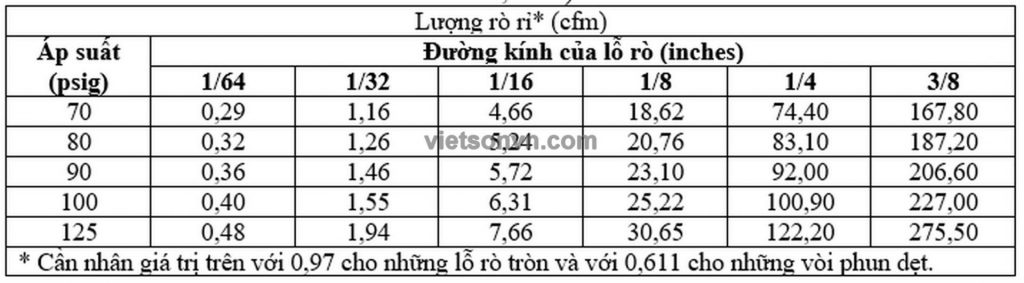 Lượng rò rỉ* (cfm)
Áp suất (psig) Đường kính của lỗ rò (inches)
1/64 1/32 1/16 1/8 1/4 3/8
70 0,29 1,16 4,66 18,62 74,40 167,80
80 0,32 1,26 5,24 20,76 83,10 187,20
vietsonvn.com
90 0,36 1,46 5,72 23,10 92,00 206,60
100 0,40 1,55 6,31 25,22 100,90 227,00
125 0,48 1,94 7,66 30,65 122,20 275,50
* Cần nhân giá trị trên với 0,97 cho những lỗ rò tròn và với 0,611 cho những vòi phun dẹt.